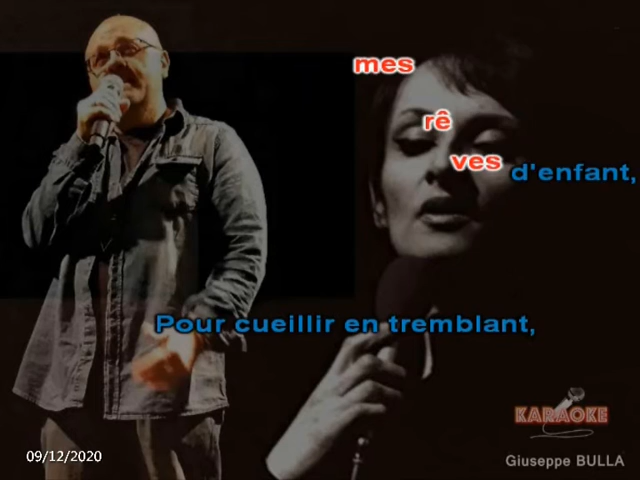 mes
rê
ves d'enfant,
Pour cueillir en tremblant,
KARAOKE
09/12/2020
Giuseppe BULLA